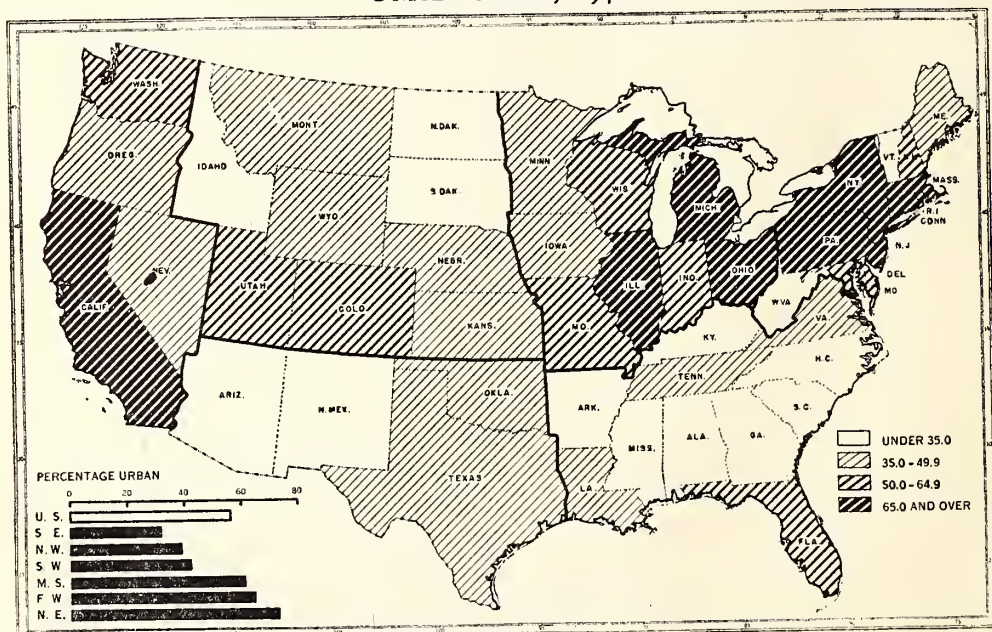 WASH.
MONT.
N.DAK.
MINN
ME.
OREG.
IDAHO
S.DAK.
WIS.
MICH.
VT.
N.Y.
MASS.
R.I
CONN
WYO.
NEBR.
IOWA
PA.
N.J
NEV.
UTAH.
COLO.
ILL.
IND.
OHIO
DEL
MD
CALIF.
KANS.
MO.
KY.
W.VA
VA.
TENN.
N.C.
ARIZ.
N.MEX.
OKLA.
ARK.
S.C.
MISS.
ALA.
GA.
TEXAS
LA.
FLA.
UNDER 35.0
35.0 - 49.9
50.0 - 64.9
65.0 AND OVER
PERCENTAGE URBAN
0 20 40 60 80
U. S.
S E.
N. W.
S W
M. S.
F W
N. E.